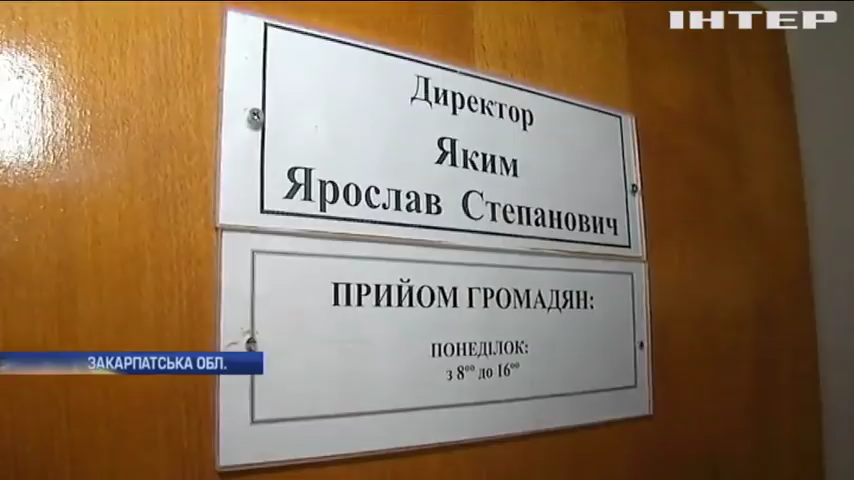 ІНТЕР
Директор
Яким
Ярослав Степанович
ПРИЙОМ ГРОМАДЯН:
ПОНЕДІЛОК:
з 8⁰⁰ до 16⁰⁰
ЗАКАРПАТСЬКА ОБЛ.